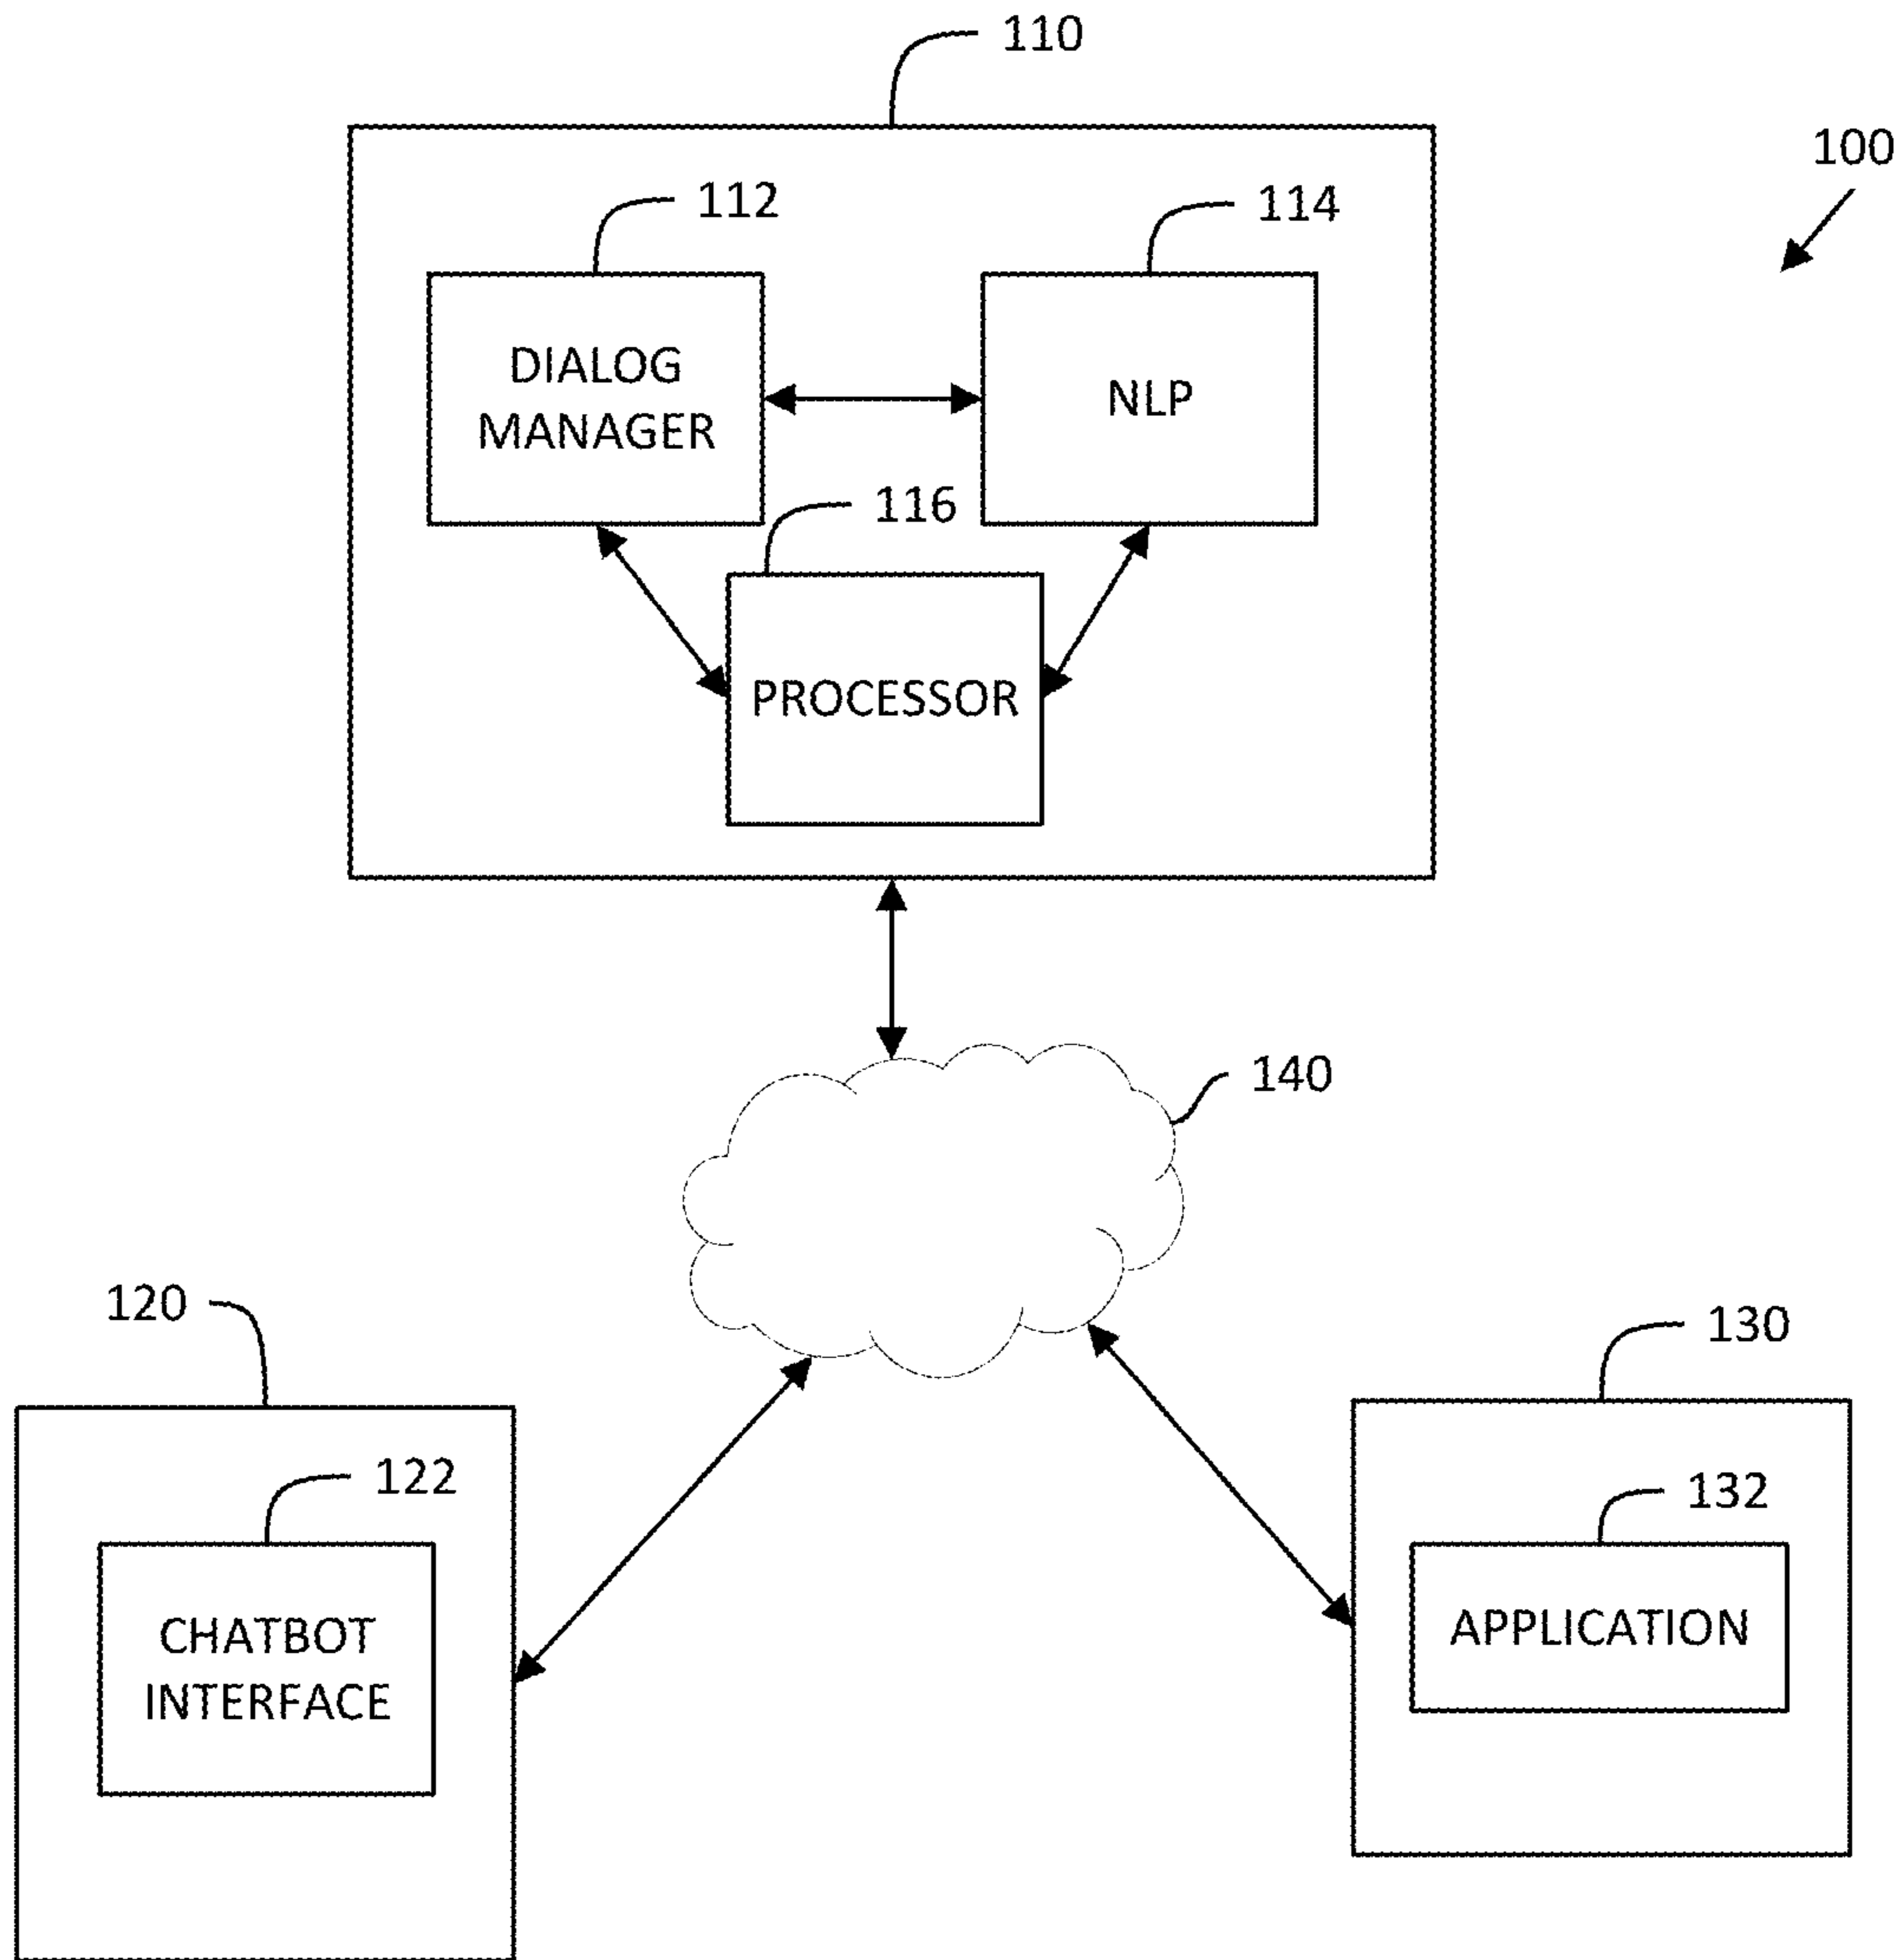 110
100
112
114
DIALOG
MANAGER
NLP
116
PROCESSOR
140
120
130
122
132
CHATBOT
INTERFACE
APPLICATION